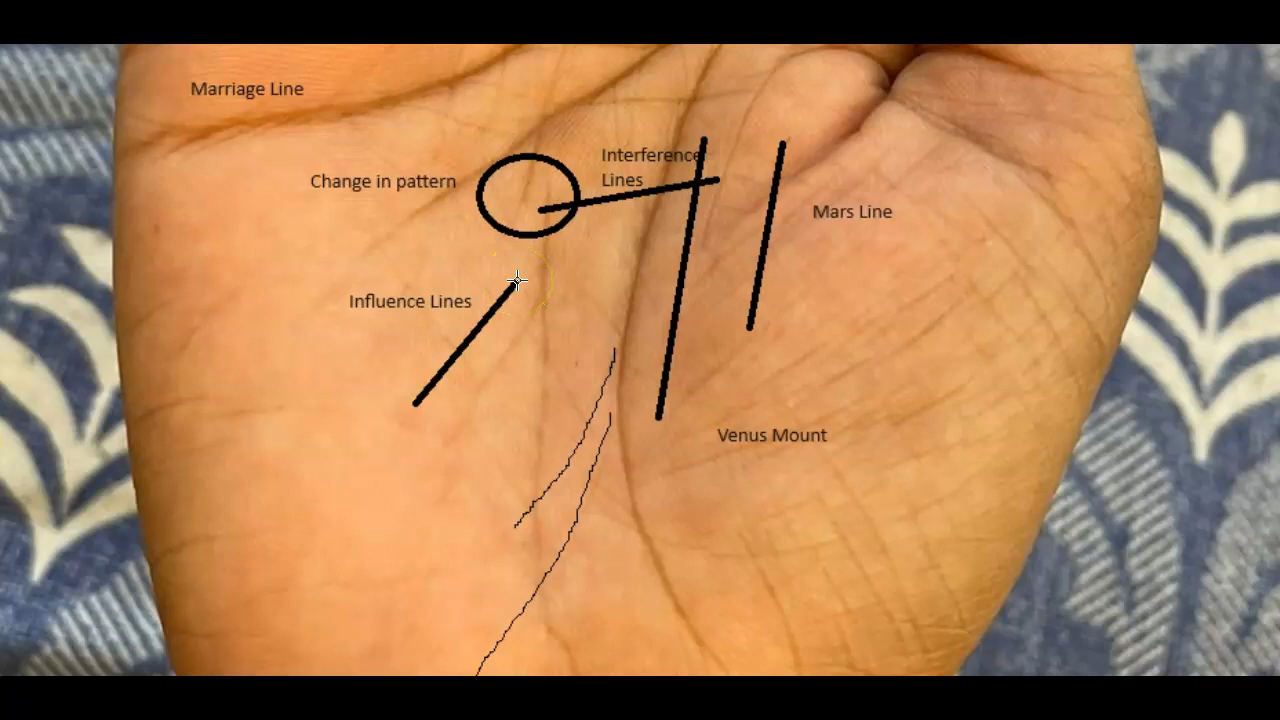 Marriage Line
Interference
Change in pattern
Lines
Mars Line
Influence Lines
Venus Mount